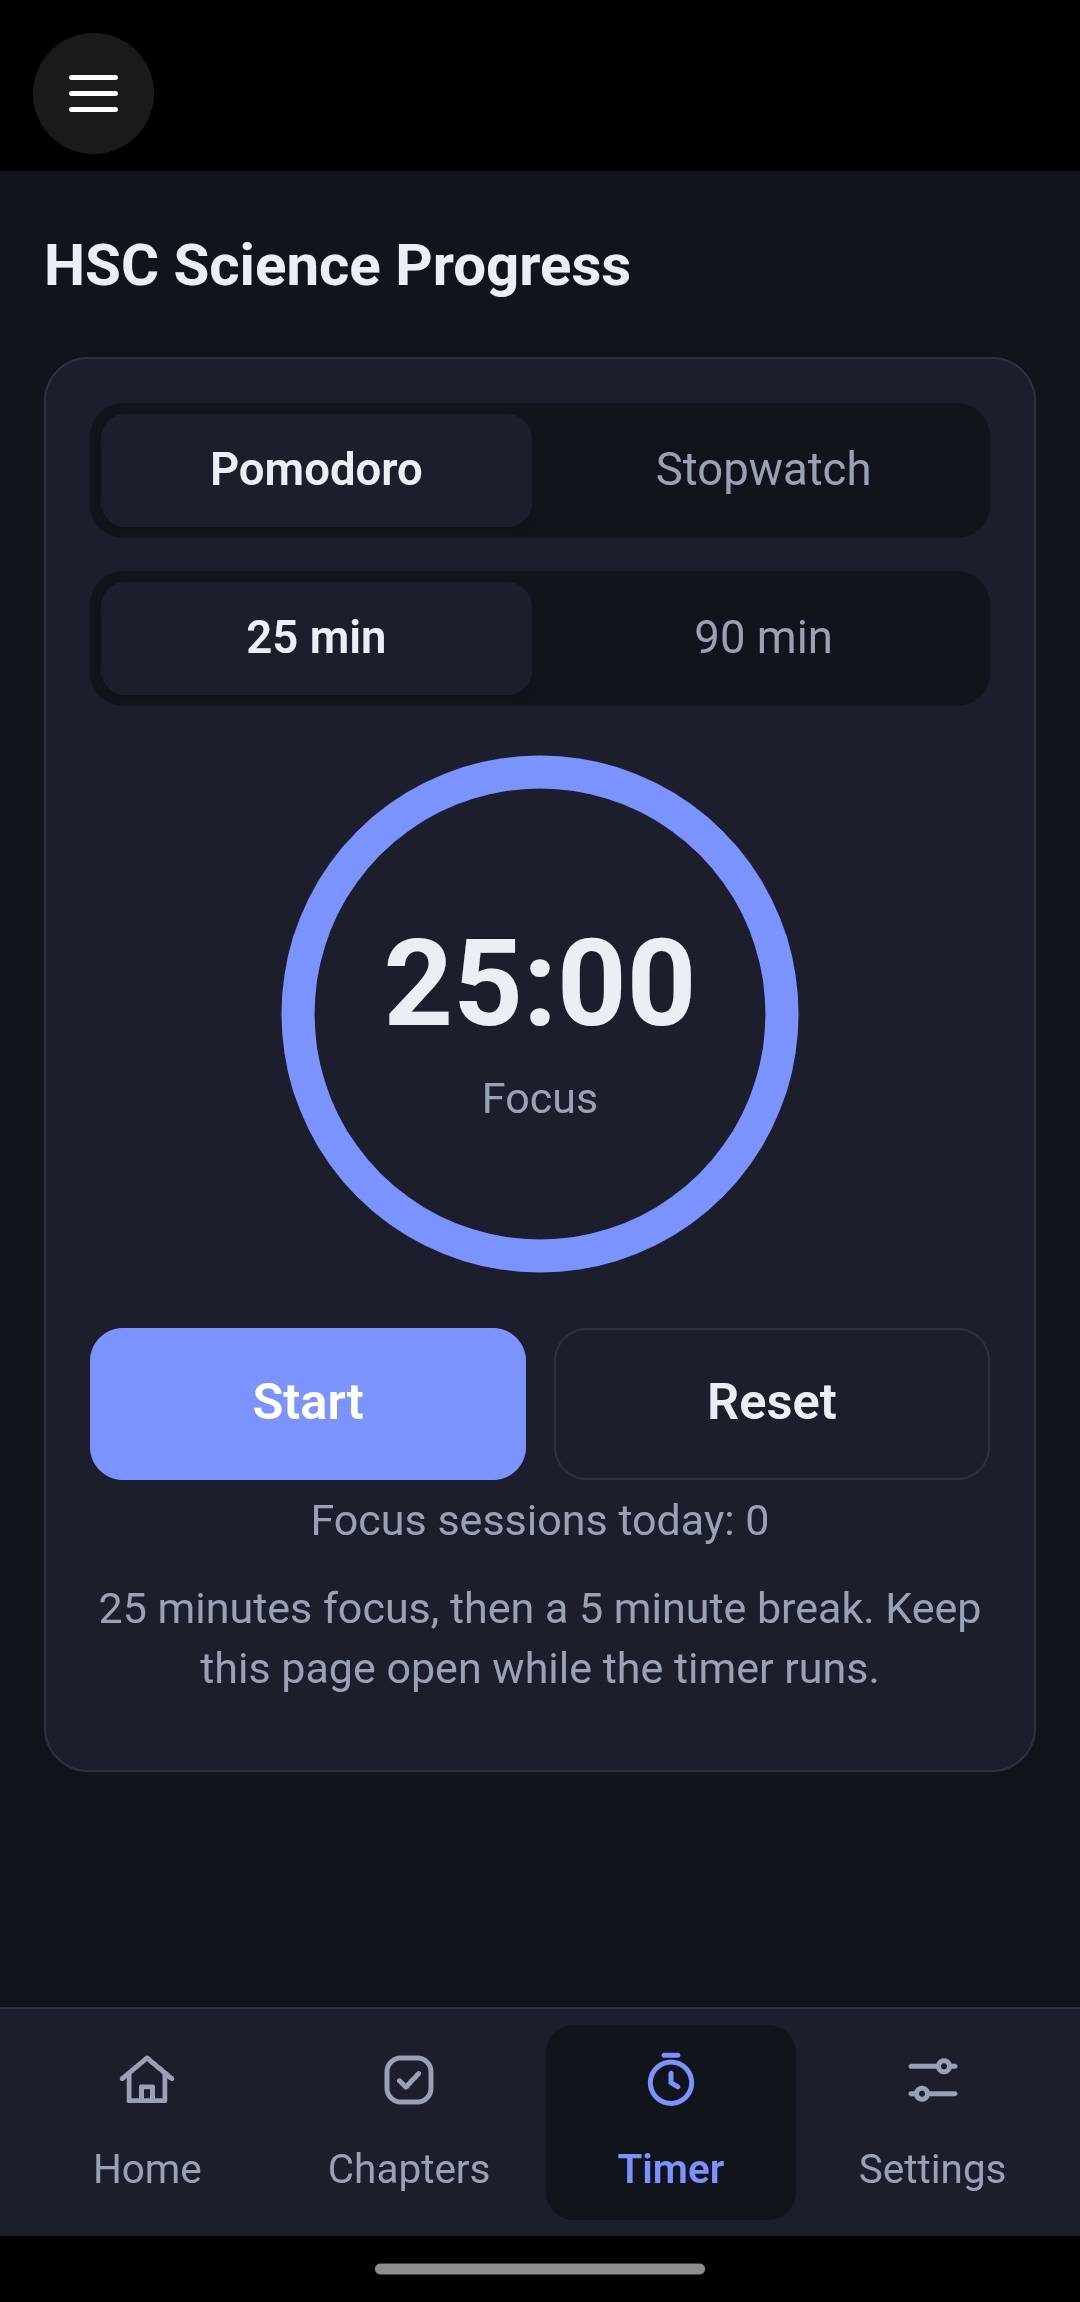 HSC Science Progress
Pomodoro
Stopwatch
25 min
90 min
25:00
Focus
Start
Reset
Focus sessions today: 0
25 minutes focus, then a 5 minute break. Keep
this page open while the timer runs.
Home
Chapters
Timer
Settings